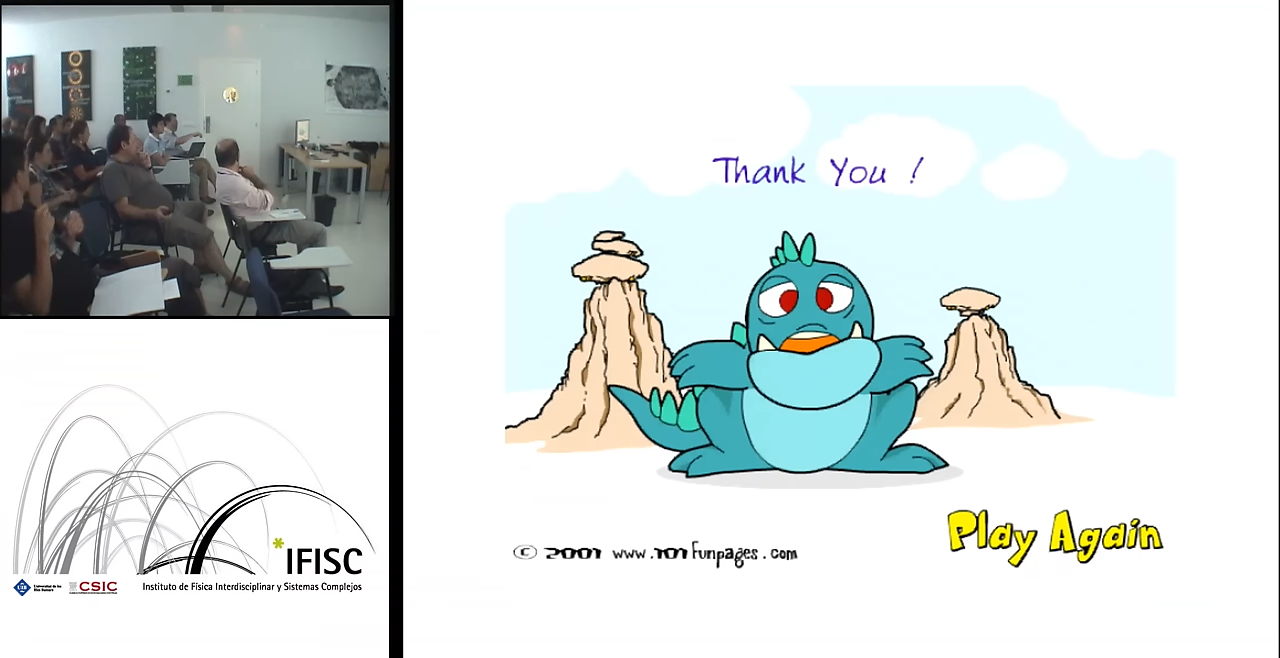 Thank You !
Play Again
© 2001 www.101Funpages.com
*IFISC
CSIC
Instituto de Física Interdisciplinar y Sistemas Complejos